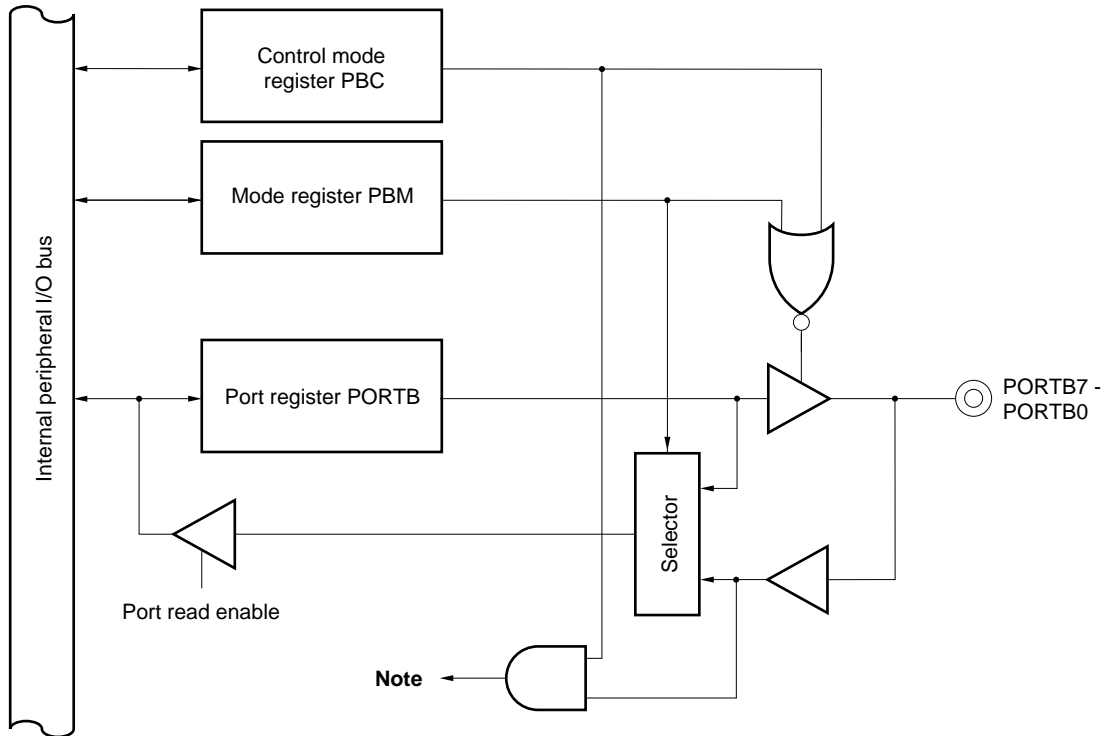 Control mode
register PBC
Mode register PBM
Internal peripheral I/O bus
Port register PORTB
PORTB7 -
PORTB0
Selector
Port read enable
Note